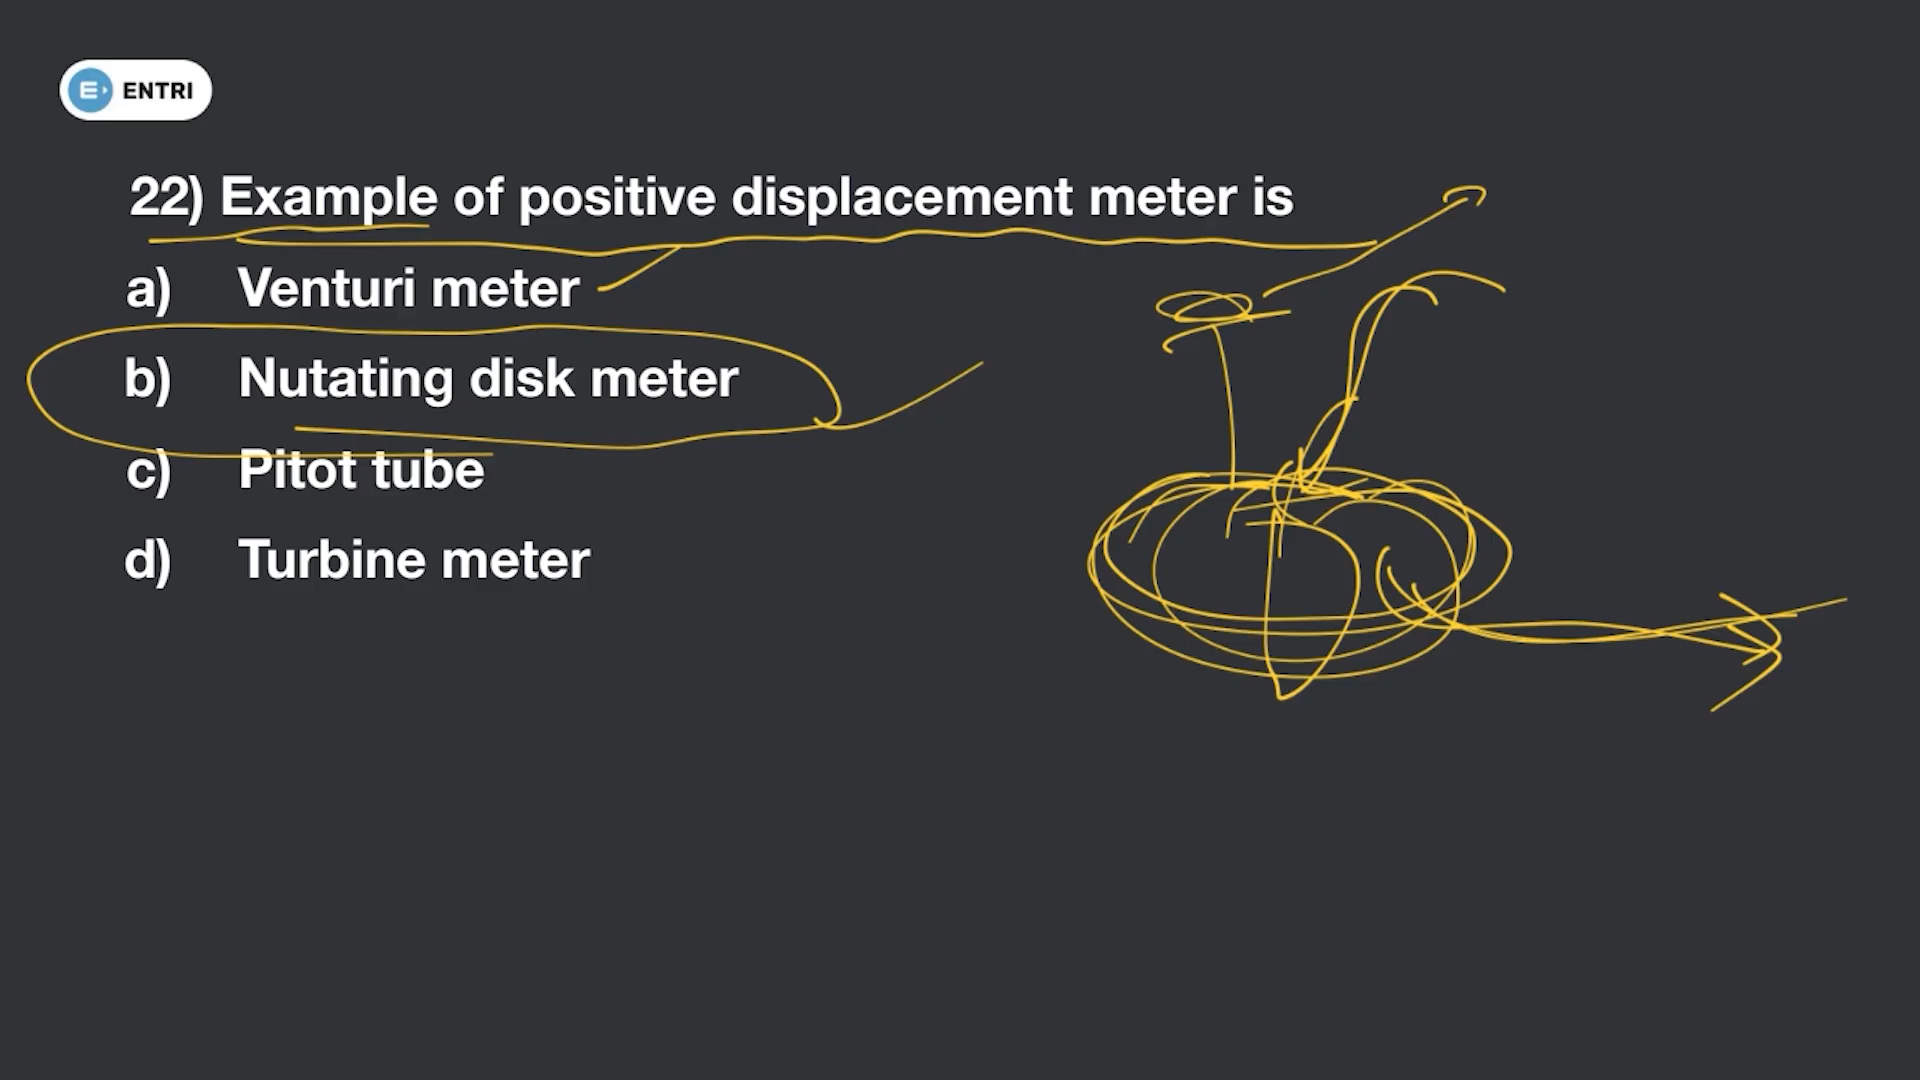 ENTRI
22) Example of positive displacement meter is
a) Venturi meter
b) Nutating disk meter
c) Pitot tube
d) Turbine meter